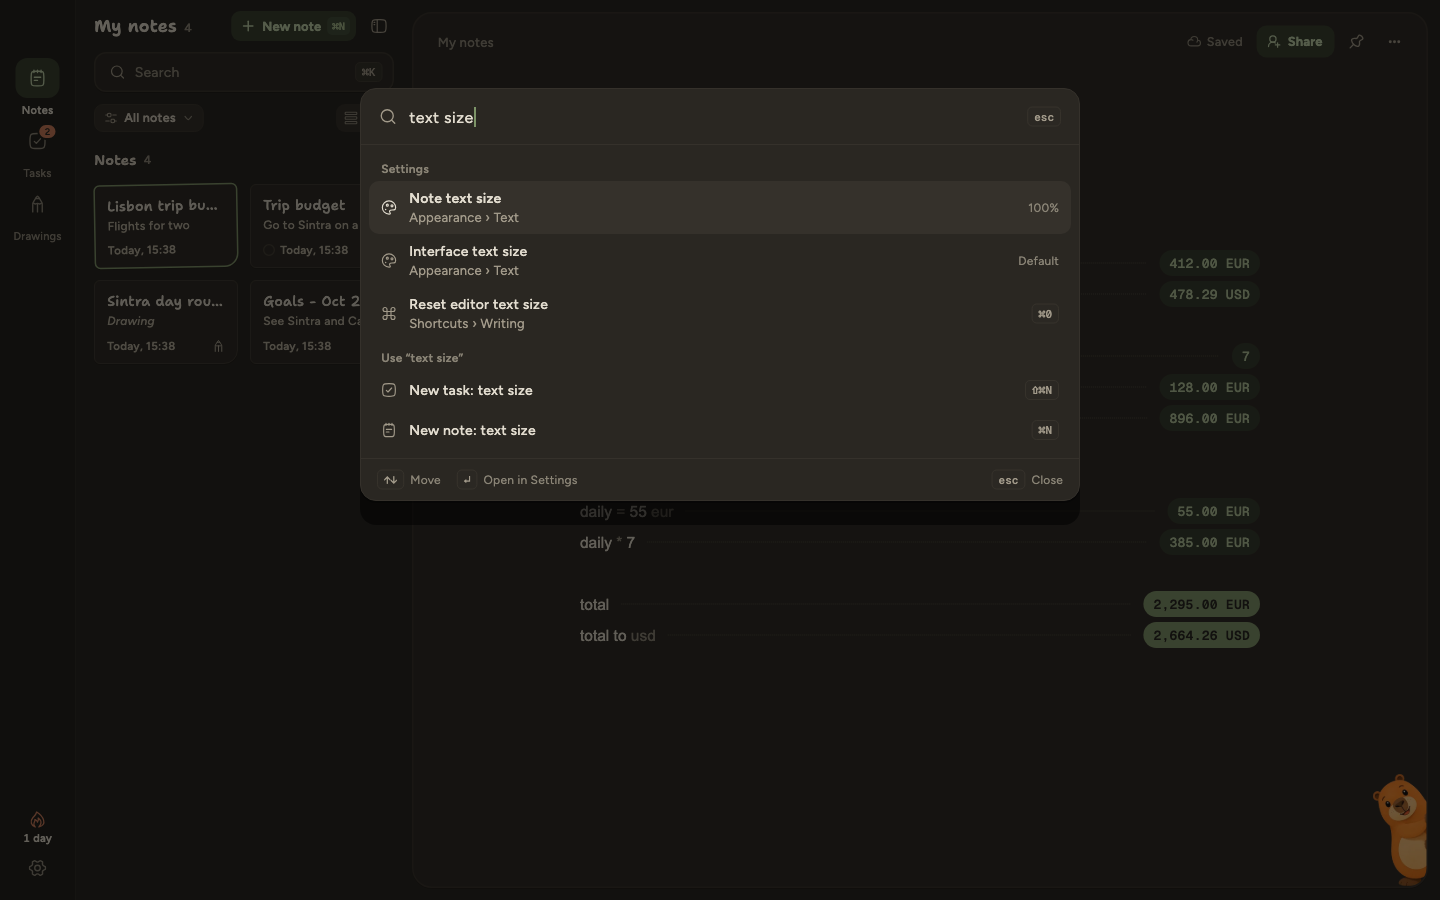 My notes 4
New note ⌘N
Search ⌘K
All notes
Notes 4
Lisbon trip bu...
Flights for two
Today, 15:38
Trip budget
Go to Sintra on a
Today, 15:38
Sintra day rou...
Drawing
Today, 15:38
Goals - Oct 2
See Sintra and Ca
Today, 15:38
Notes
2
Tasks
Drawings
1 day
My notes
Saved
Share
text size
esc
Settings
Note text size
Appearance › Text
100%
Interface text size
Appearance › Text
Default
Reset editor text size
Shortcuts › Writing
⌘0
Use “text size”
New task: text size
⇧⌘N
New note: text size
⌘N
Move
↵ Open in Settings
esc Close
412.00 EUR
478.29 USD
7
128.00 EUR
896.00 EUR
daily = 55 eur 55.00 EUR
daily * 7 385.00 EUR
total 2,295.00 EUR
total to usd 2,664.26 USD